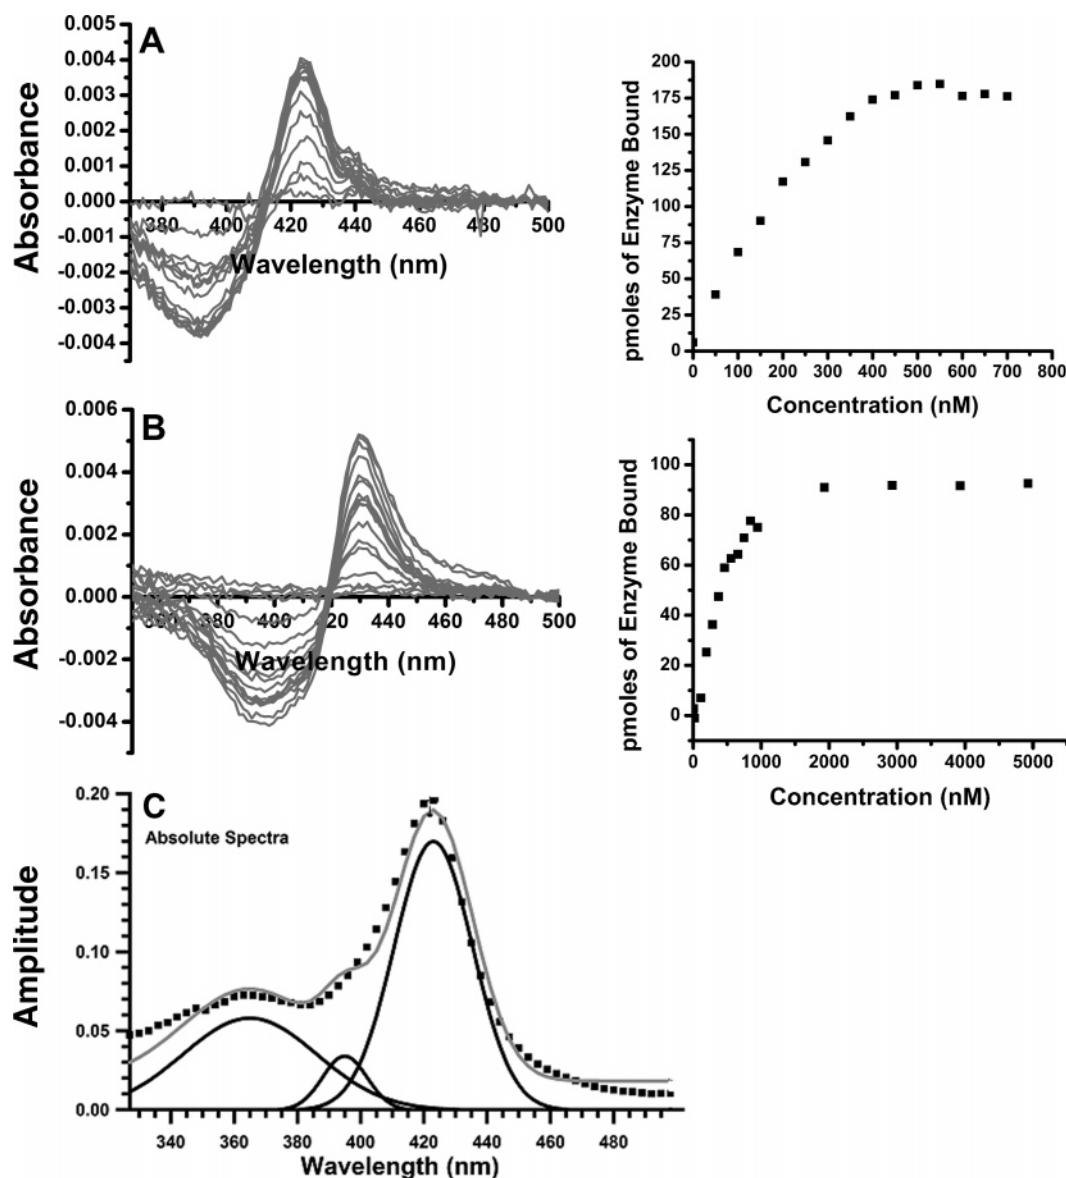 A
Absorbance
0.005
0.004
0.003
0.002
0.001
0.000
-0.001
-0.002
-0.003
-0.004
380 400 420 440 460 480 500
Wavelength (nm)
pmoles of Enzyme Bound
200
175
150
125
100
75
50
25
0
0 100 200 300 400 500 600 700 800
Concentration (nM)
B
Absorbance
0.006
0.004
0.002
0.000
-0.002
-0.004
360 380 400 420 440 460 480 500
Wavelength (nm)
pmoles of Enzyme Bound
100
80
60
40
20
0
0 1000 2000 3000 4000 5000
Concentration (nM)
C
Absolute Spectra
Amplitude
0.20
0.15
0.10
0.05
0.00
340 360 380 400 420 440 460 480
Wavelength (nm)